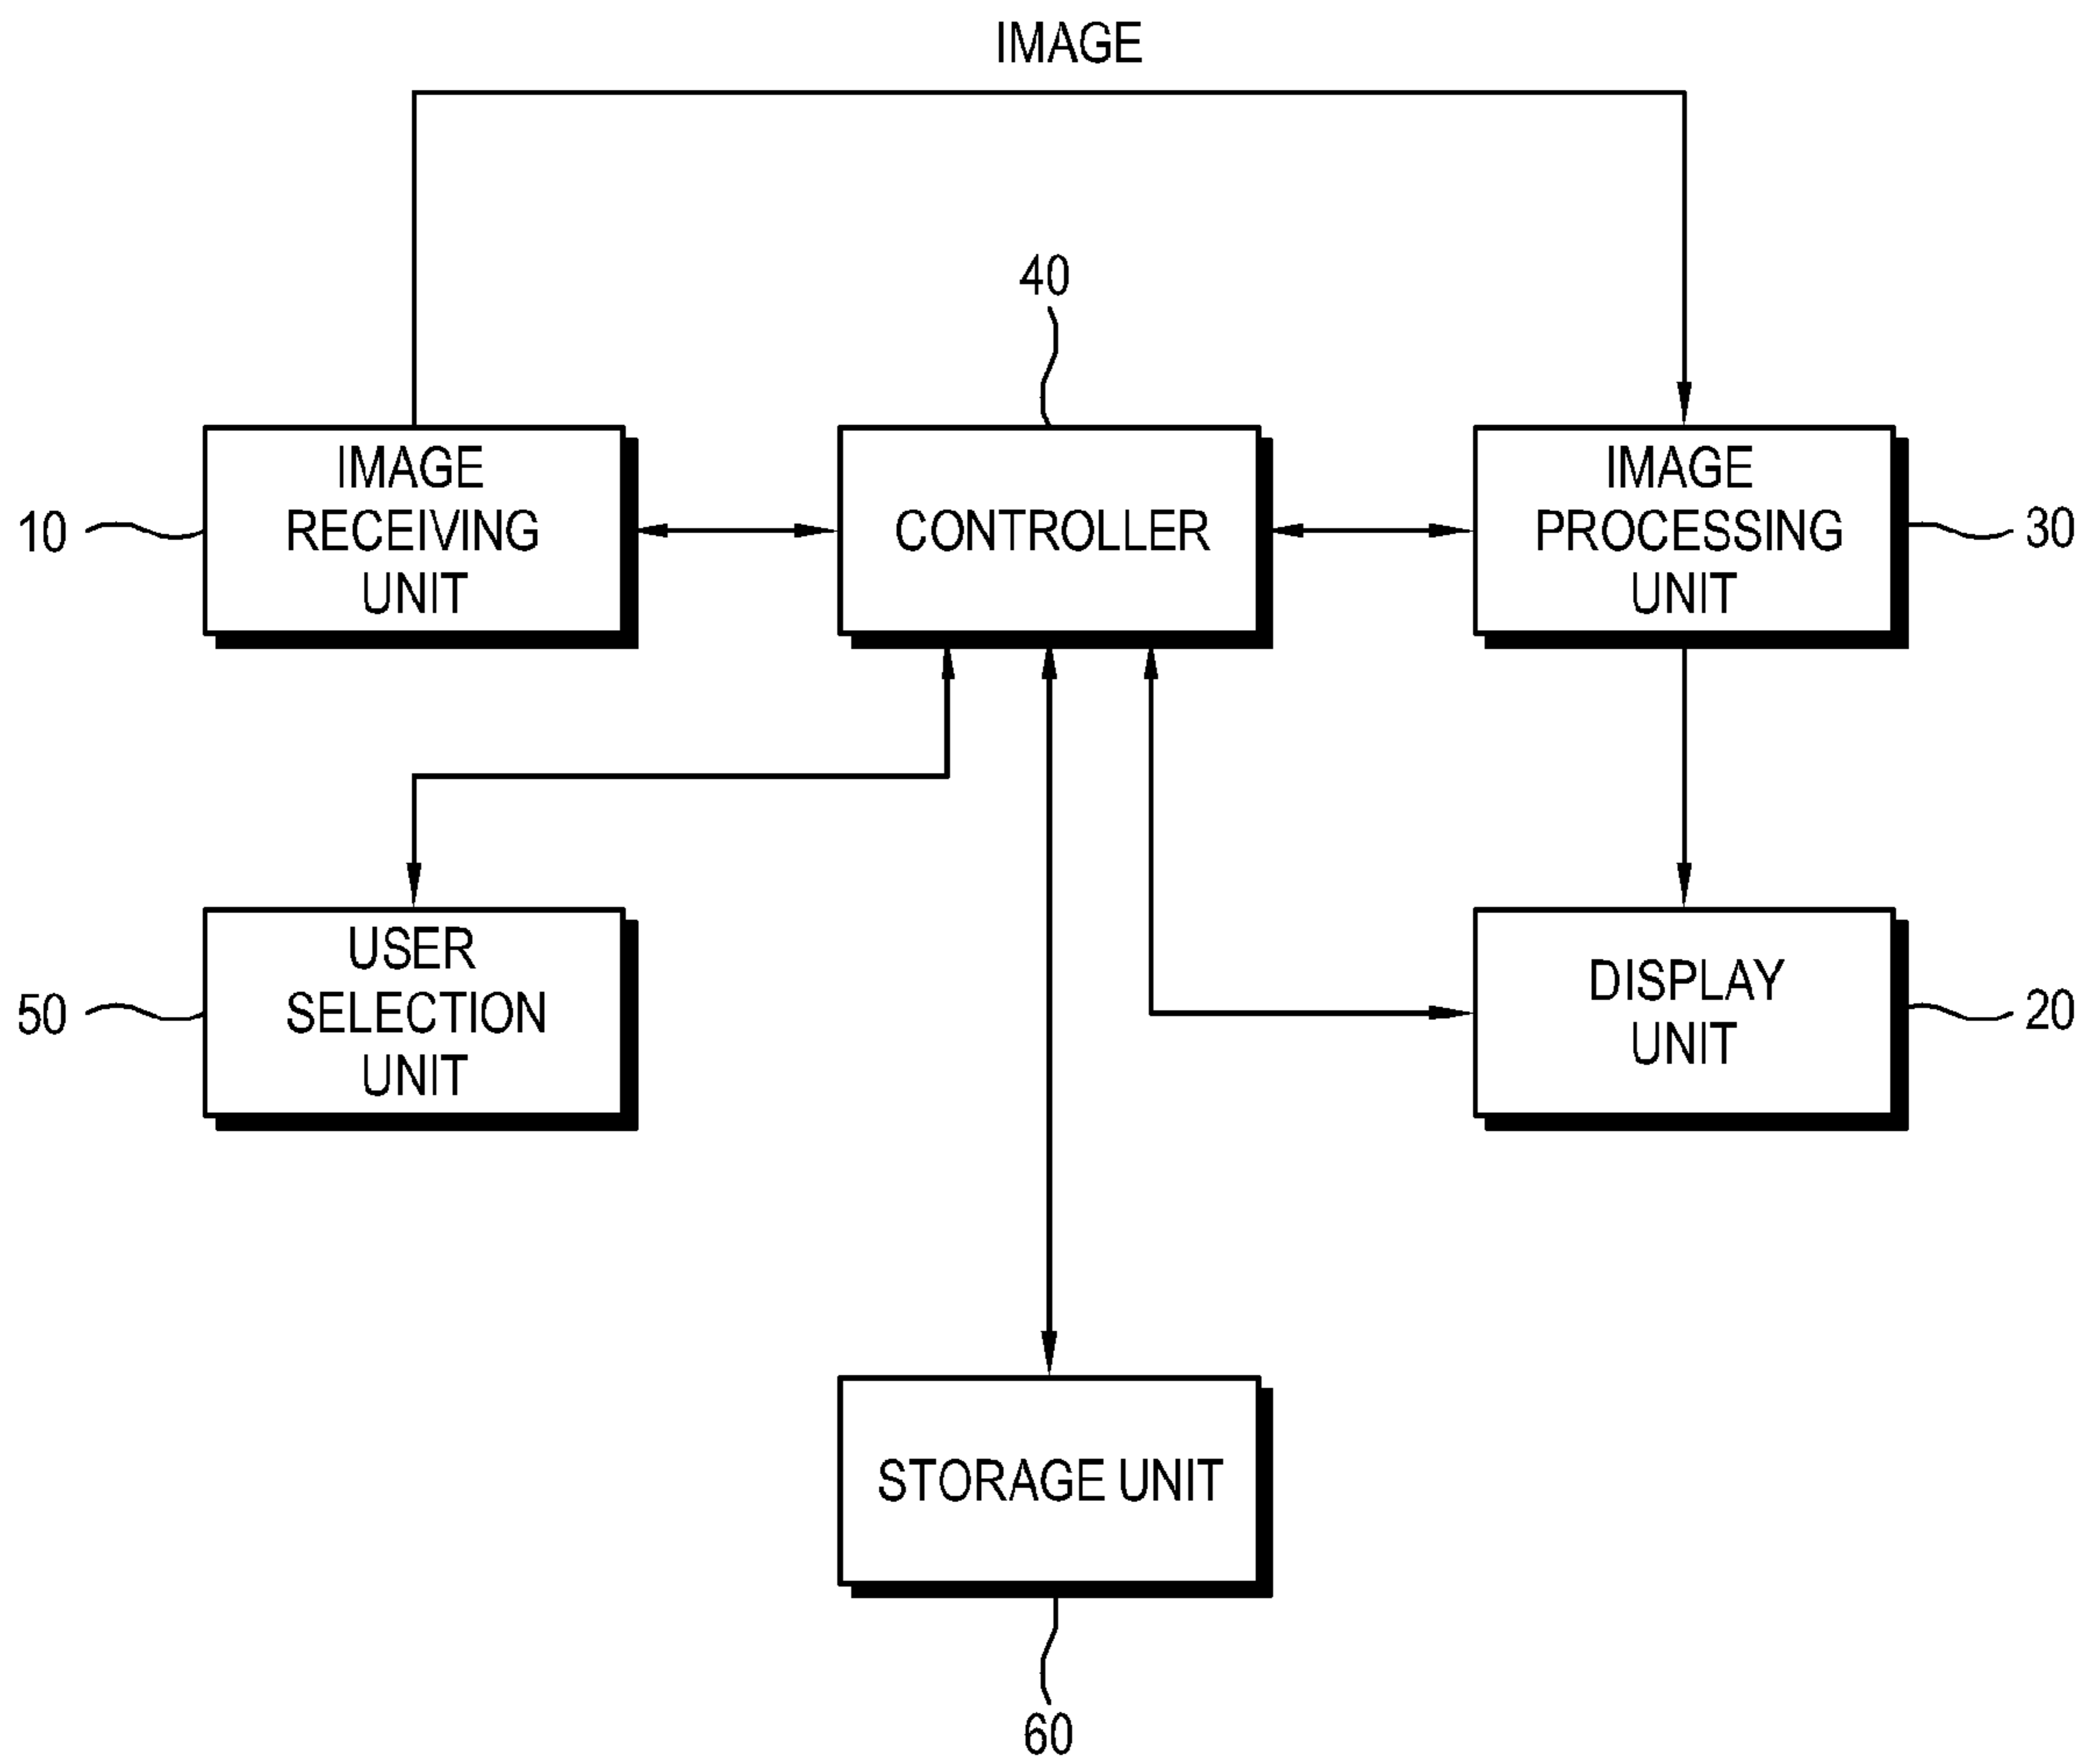 IMAGE
40
IMAGE
RECEIVING
UNIT
10
CONTROLLER
IMAGE
PROCESSING
UNIT
30
USER
SELECTION
UNIT
50
DISPLAY
UNIT
20
STORAGE UNIT
60